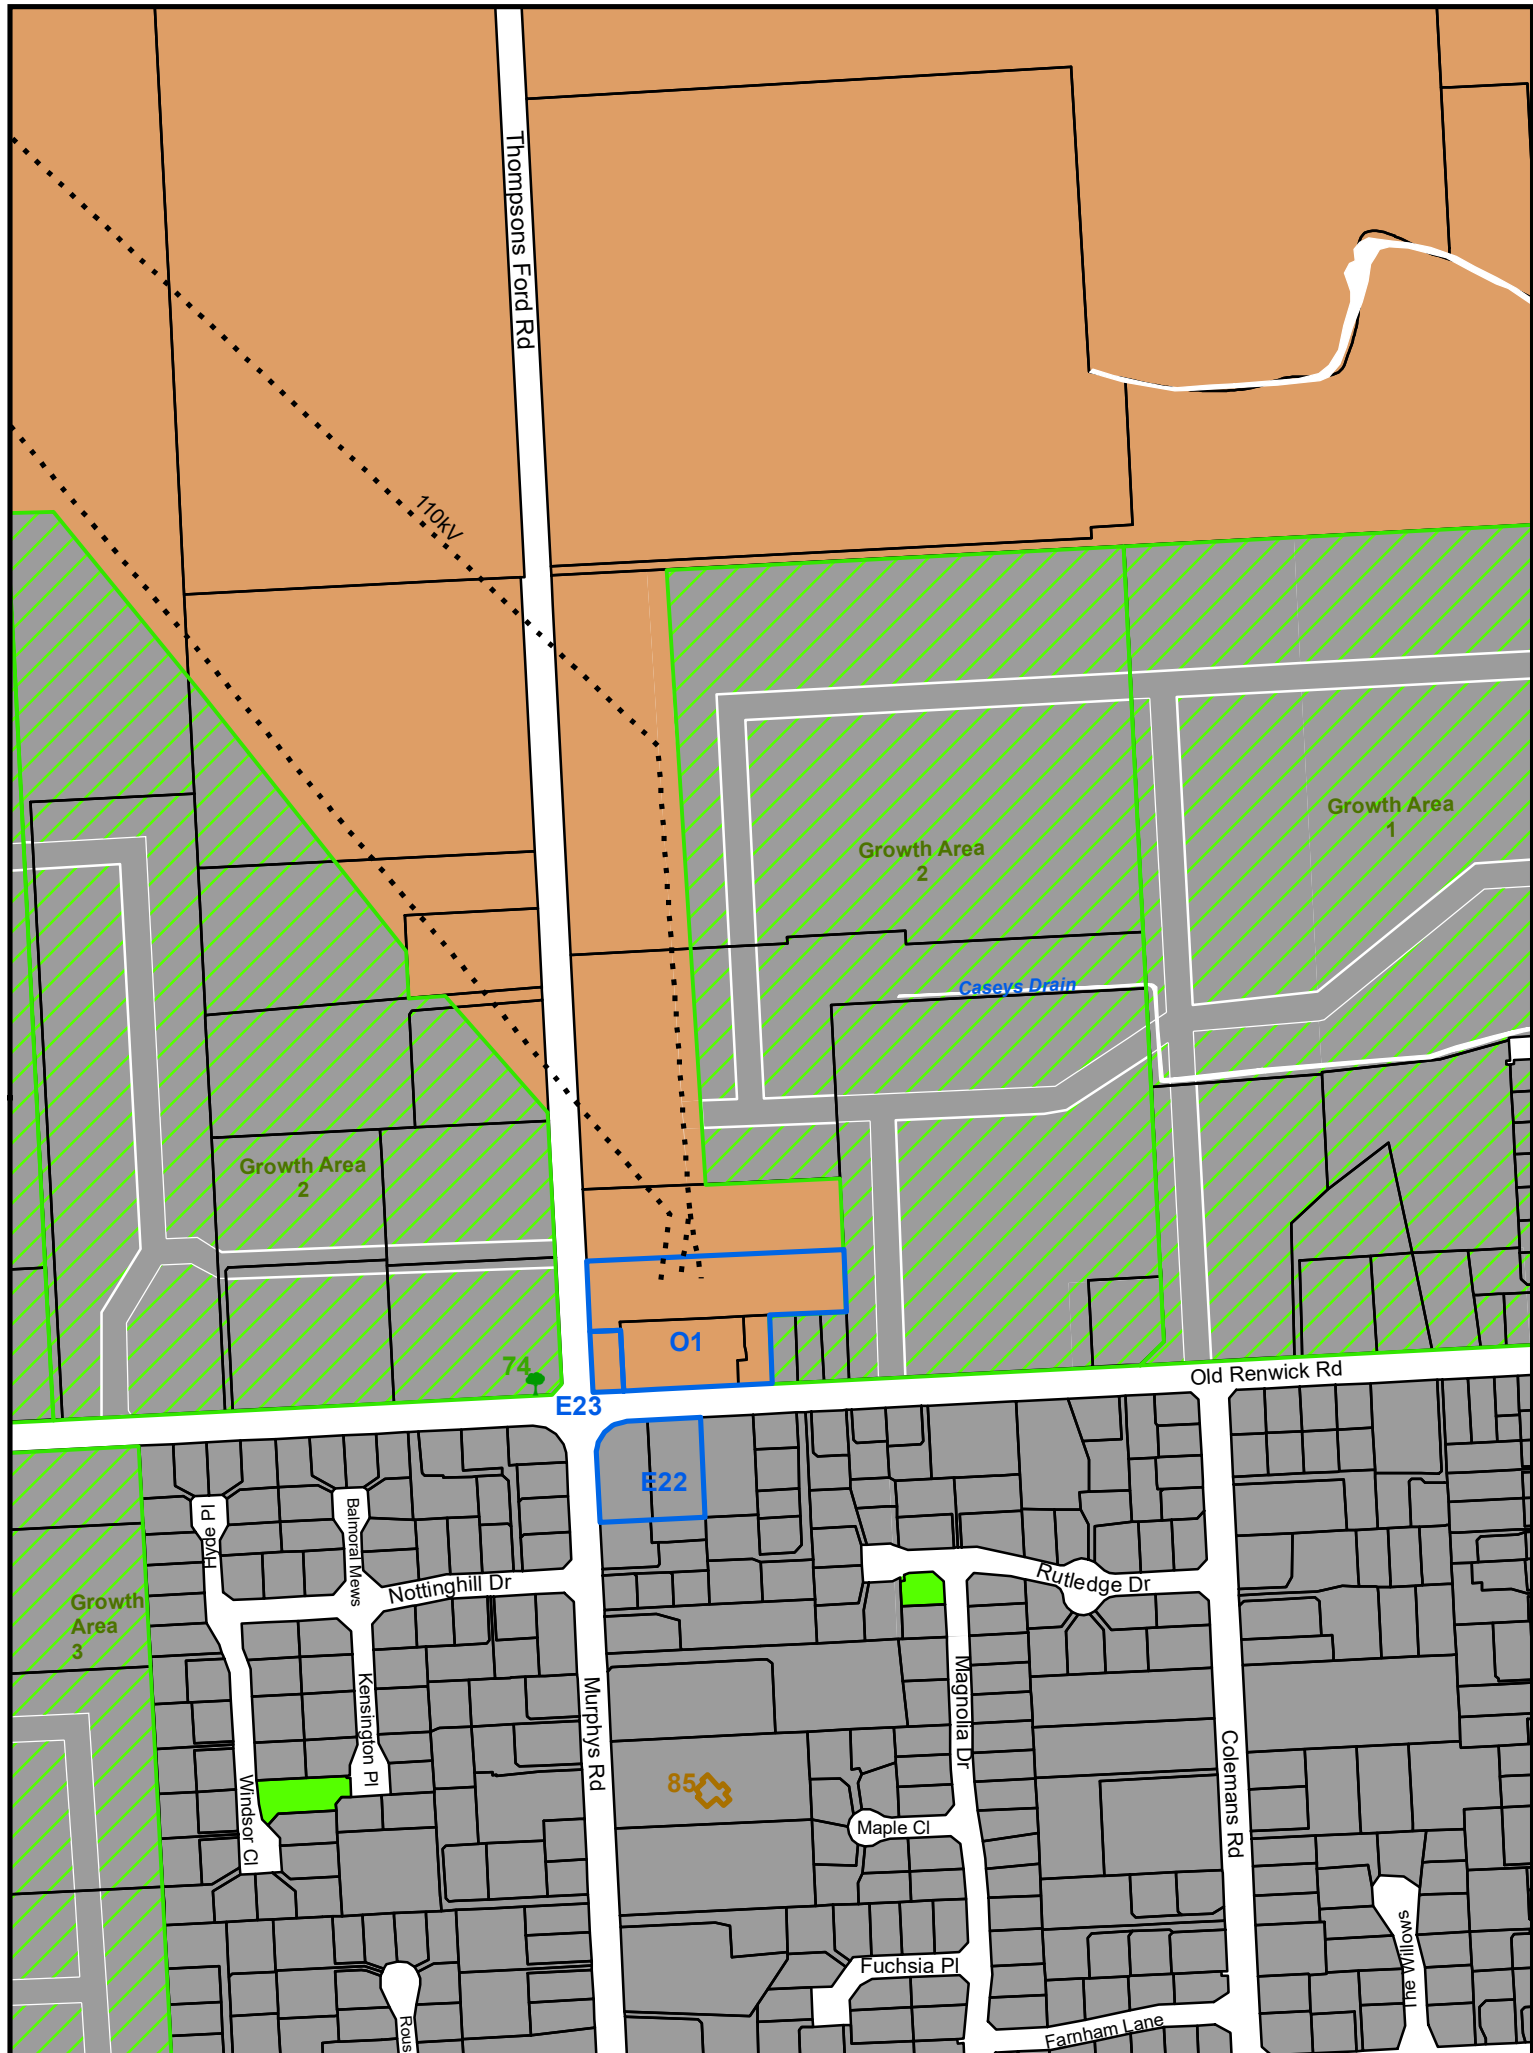 Thompsons Ford Rd
110kV
Growth Area
1
Growth Area
2
Caseys Drain
Growth Area
2
O1
74
E23
Old Renwick Rd
E22
Hyde Pl
Balmoral Mews
Nottinghill Dr
Rutledge Dr
Growth
Area
3
Kensington Pl
Murphys Rd
Magnolia Dr
Colemans Rd
Windsor Cl
85
Maple Cl
The Willows
Fuchsia Pl
Rous
Farnham Lane